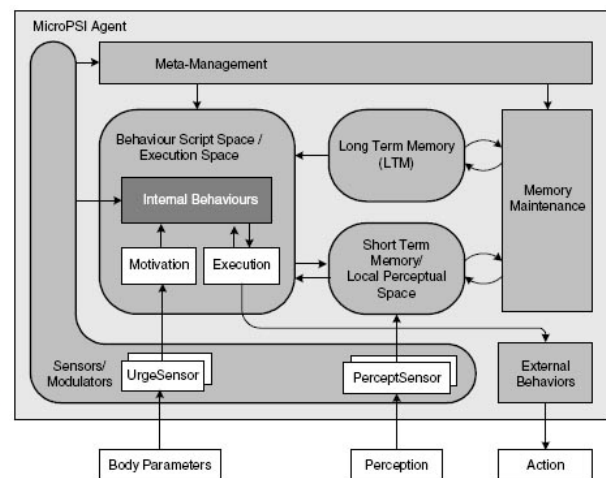 MicroPSI Agent
Meta-Management
Behaviour Script Space /
Execution Space
Long Term Memory
(LTM)
Internal Behaviours
Memory
Maintenance
Motivation
Execution
Short Term
Memory/
Local Perceptual
Space
Sensors/
Modulators
UrgeSensor
PerceptSensor
External
Behaviors
Body Parameters
Perception
Action